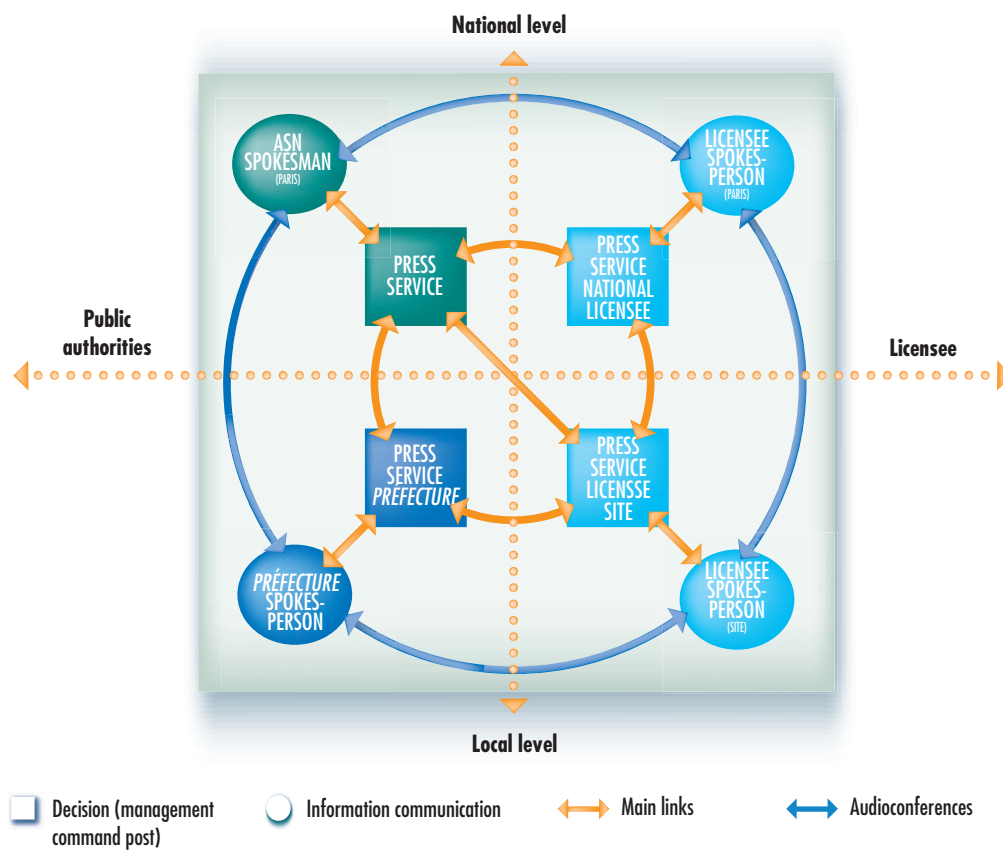 National level
ASN
SPOKESMAN
(PARIS)
LICENSEE
SPOKES-
PERSON
(PARIS)
PRESS
SERVICE
PRESS
SERVICE
NATIONAL
LICENSEE
Public
authorities
Licensee
PRESS
SERVICE
PRÉFECTURE
PRESS
SERVICE
LICENSSE
SITE
PRÉFECTURE
SPOKES-
PERSON
LICENSEE
SPOKES-
PERSON
(SITE)
Local level
Decision (management
command post)
Information communication
Main links
Audioconferences